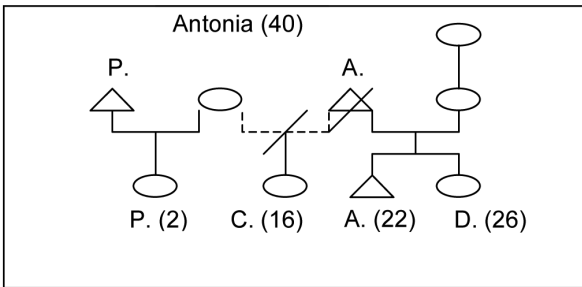 Antonia (40)
P. A.
P. (2) C. (16) A. (22) D. (26)